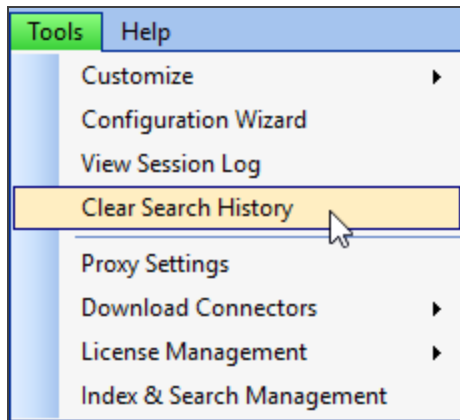 Tools Help
Customize
Configuration Wizard
View Session Log
Clear Search History
Proxy Settings
Download Connectors
License Management
Index & Search Management